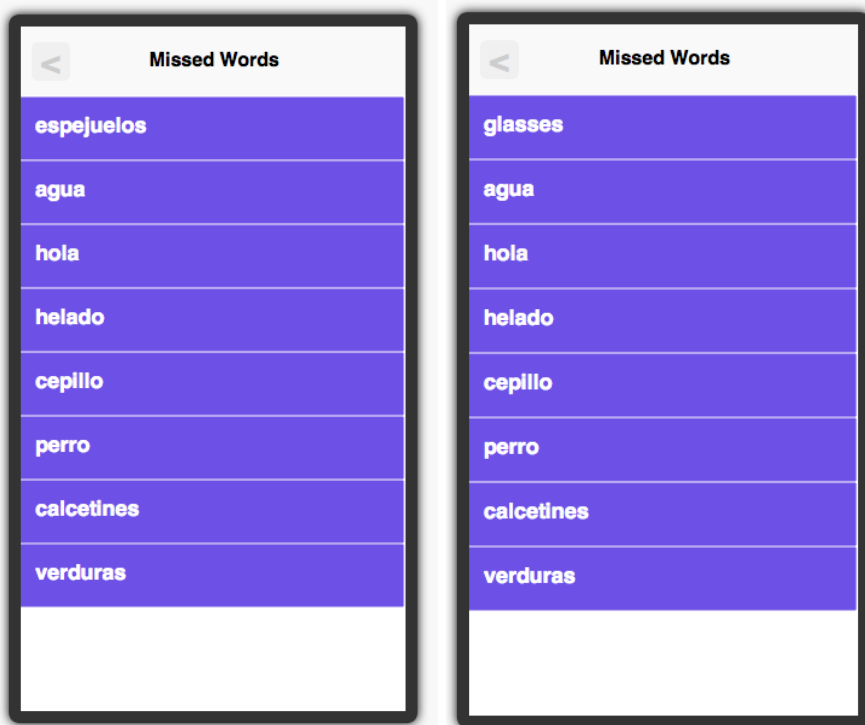 <
Missed Words
espejuelos
agua
hola
helado
cepillo
perro
calcetines
verduras
<
Missed Words
glasses
agua
hola
helado
cepillo
perro
calcetines
verduras